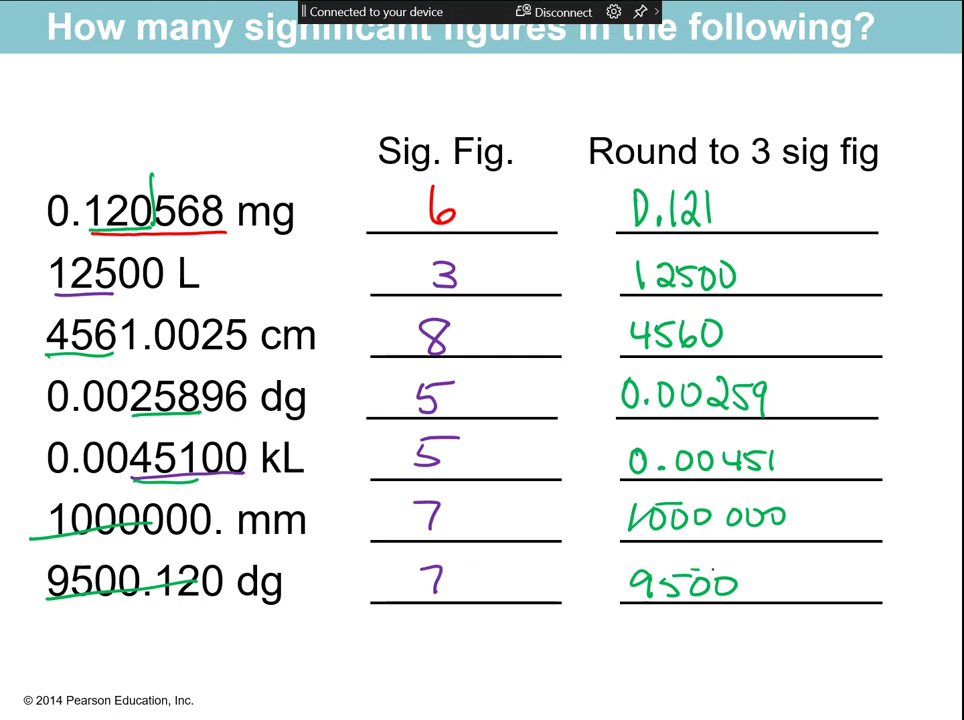 Connected to your device Disconnect
How many significant figures in the following?
Sig. Fig. Round to 3 sig fig
0.120568 mg 6 0.121
12500 L 3 12500
4561.0025 cm 8 4560
0.0025896 dg 5 0.00259
0.0045100 kL 5 0.00451
1000000. mm 7 1000 000
9500.120 dg 7 9500
© 2014 Pearson Education, Inc.